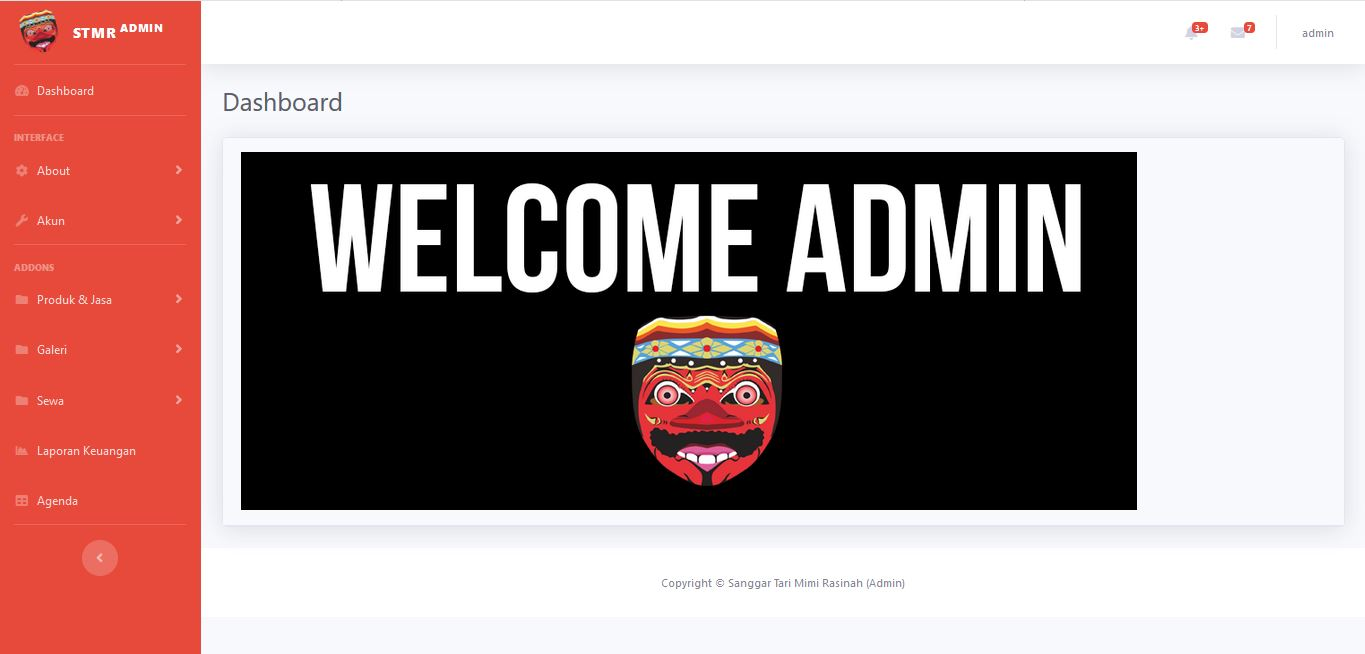 STMR ADMIN
3+
7
admin
Dashboard
INTERFACE
About
Akun
ADDONS
Produk & Jasa
Galeri
Sewa
Laporan Keuangan
Agenda
Dashboard
WELCOME ADMIN
Copyright © Sanggar Tari Mimi Rasinah (Admin)